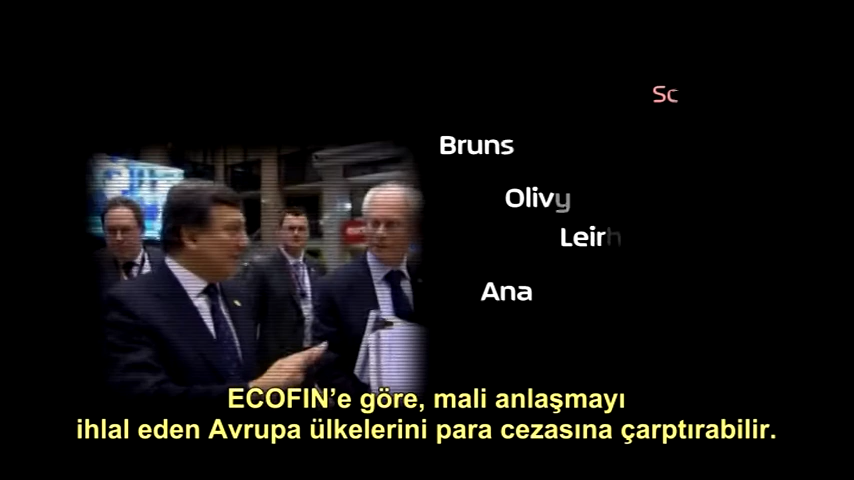 Sc
Bruns
Olivy
Leirh
Ana
ECOFIN'e göre, mali anlaşmayı
ihlal eden Avrupa ülkelerini para cezasına çarptırabilir.